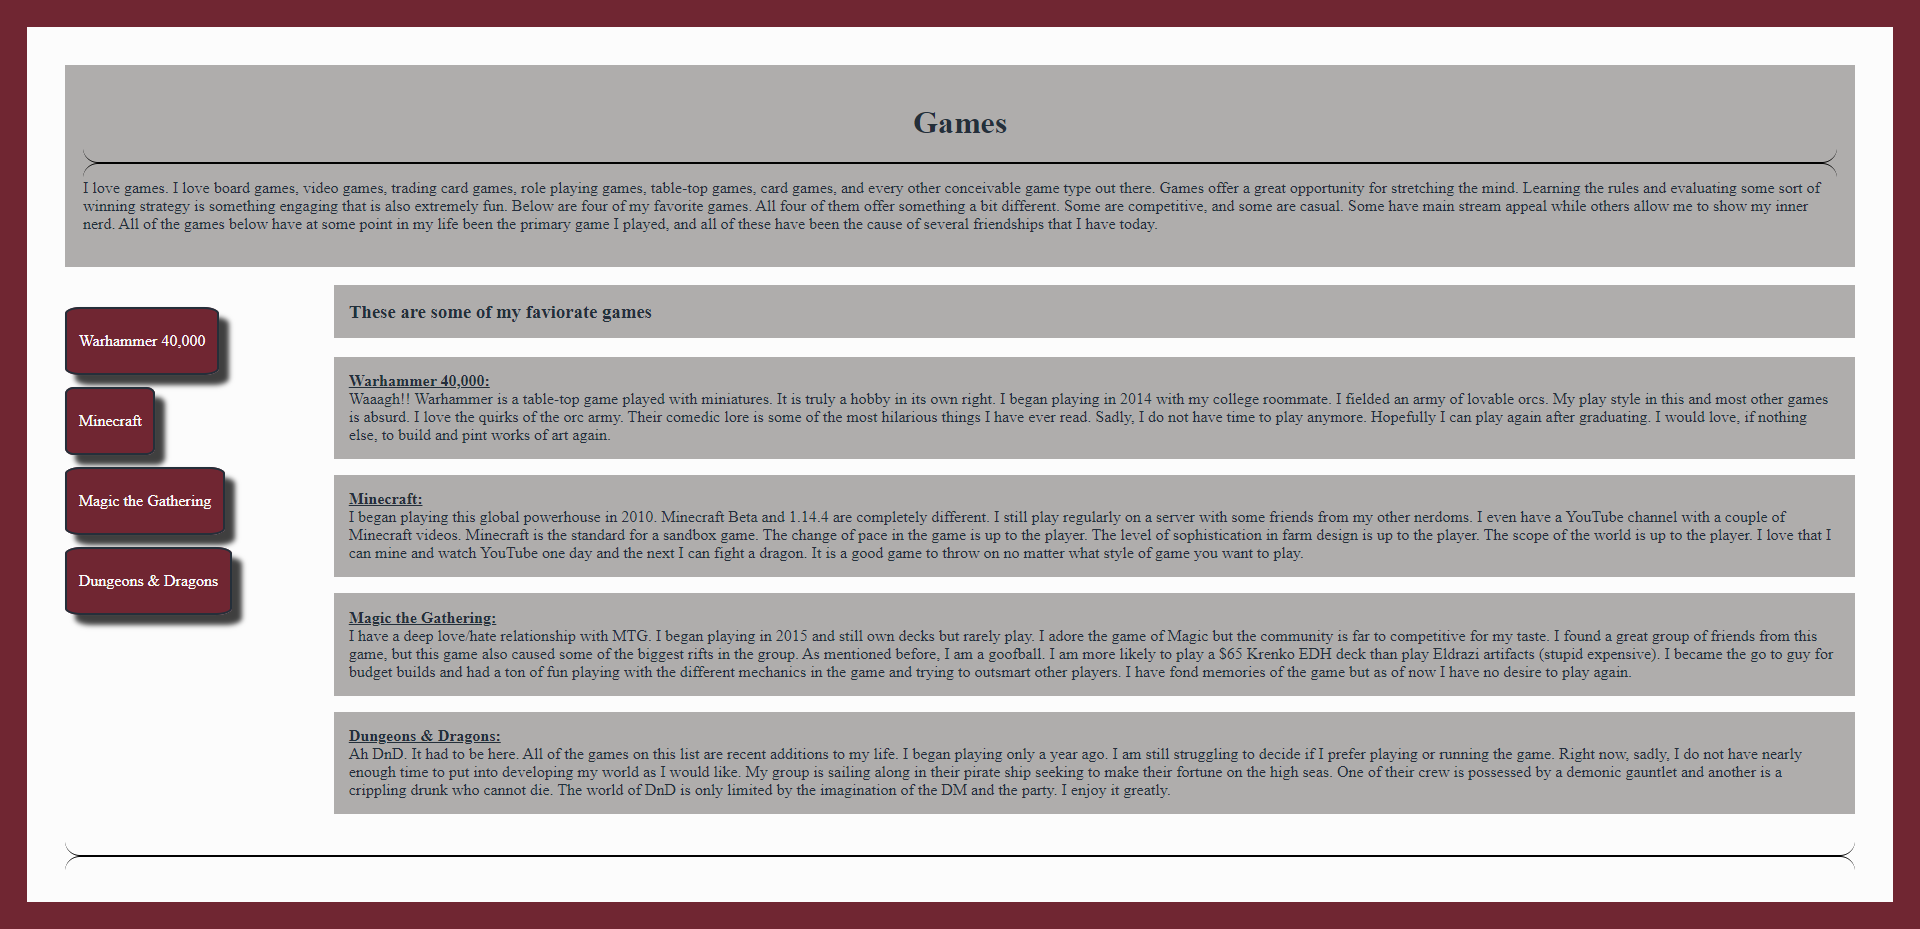 Games
I love games. I love board games, video games, trading card games, role playing games, table-top games, card games, and every other conceivable game type out there. Games offer a great opportunity for stretching the mind. Learning the rules and evaluating some sort of
winning strategy is something engaging that is also extremely fun. Below are four of my favorite games. All four of them offer something a bit different. Some are competitive, and some are casual. Some have main stream appeal while others allow me to show my inner
nerd. All of the games below have at some point in my life been the primary game I played, and all of these have been the cause of several friendships that I have today.
Warhammer 40,000
Minecraft
Magic the Gathering
Dungeons & Dragons
These are some of my faviorate games
Warhammer 40,000:
Waaagh!! Warhammer is a table-top game played with miniatures. It is truly a hobby in its own right. I began playing in 2014 with my college roommate. I fielded an army of lovable orcs. My play style in this and most other games
is absurd. I love the quirks of the orc army. Their comedic lore is some of the most hilarious things I have ever read. Sadly, I do not have time to play anymore. Hopefully I can play again after graduating. I would love, if nothing
else, to build and pint works of art again.
Minecraft:
I began playing this global powerhouse in 2010. Minecraft Beta and 1.14.4 are completely different. I still play regularly on a server with some friends from my other nerdoms. I even have a YouTube channel with a couple of
Minecraft videos. Minecraft is the standard for a sandbox game. The change of pace in the game is up to the player. The level of sophistication in farm design is up to the player. The scope of the world is up to the player. I love that I
can mine and watch YouTube one day and the next I can fight a dragon. It is a good game to throw on no matter what style of game you want to play.
Magic the Gathering:
I have a deep love/hate relationship with MTG. I began playing in 2015 and still own decks but rarely play. I adore the game of Magic but the community is far to competitive for my taste. I found a great group of friends from this
game, but this game also caused some of the biggest rifts in the group. As mentioned before, I am a goofball. I am more likely to play a $65 Krenko EDH deck than play Eldrazi artifacts (stupid expensive). I became the go to guy for
budget builds and had a ton of fun playing with the different mechanics in the game and trying to outsmart other players. I have fond memories of the game but as of now I have no desire to play again.
Dungeons & Dragons:
Ah DnD. It had to be here. All of the games on this list are recent additions to my life. I began playing only a year ago. I am still struggling to decide if I prefer playing or running the game. Right now, sadly, I do not have nearly
enough time to put into developing my world as I would like. My group is sailing along in their pirate ship seeking to make their fortune on the high seas. One of their crew is possessed by a demonic gauntlet and another is a
crippling drunk who cannot die. The world of DnD is only limited by the imagination of the DM and the party. I enjoy it greatly.